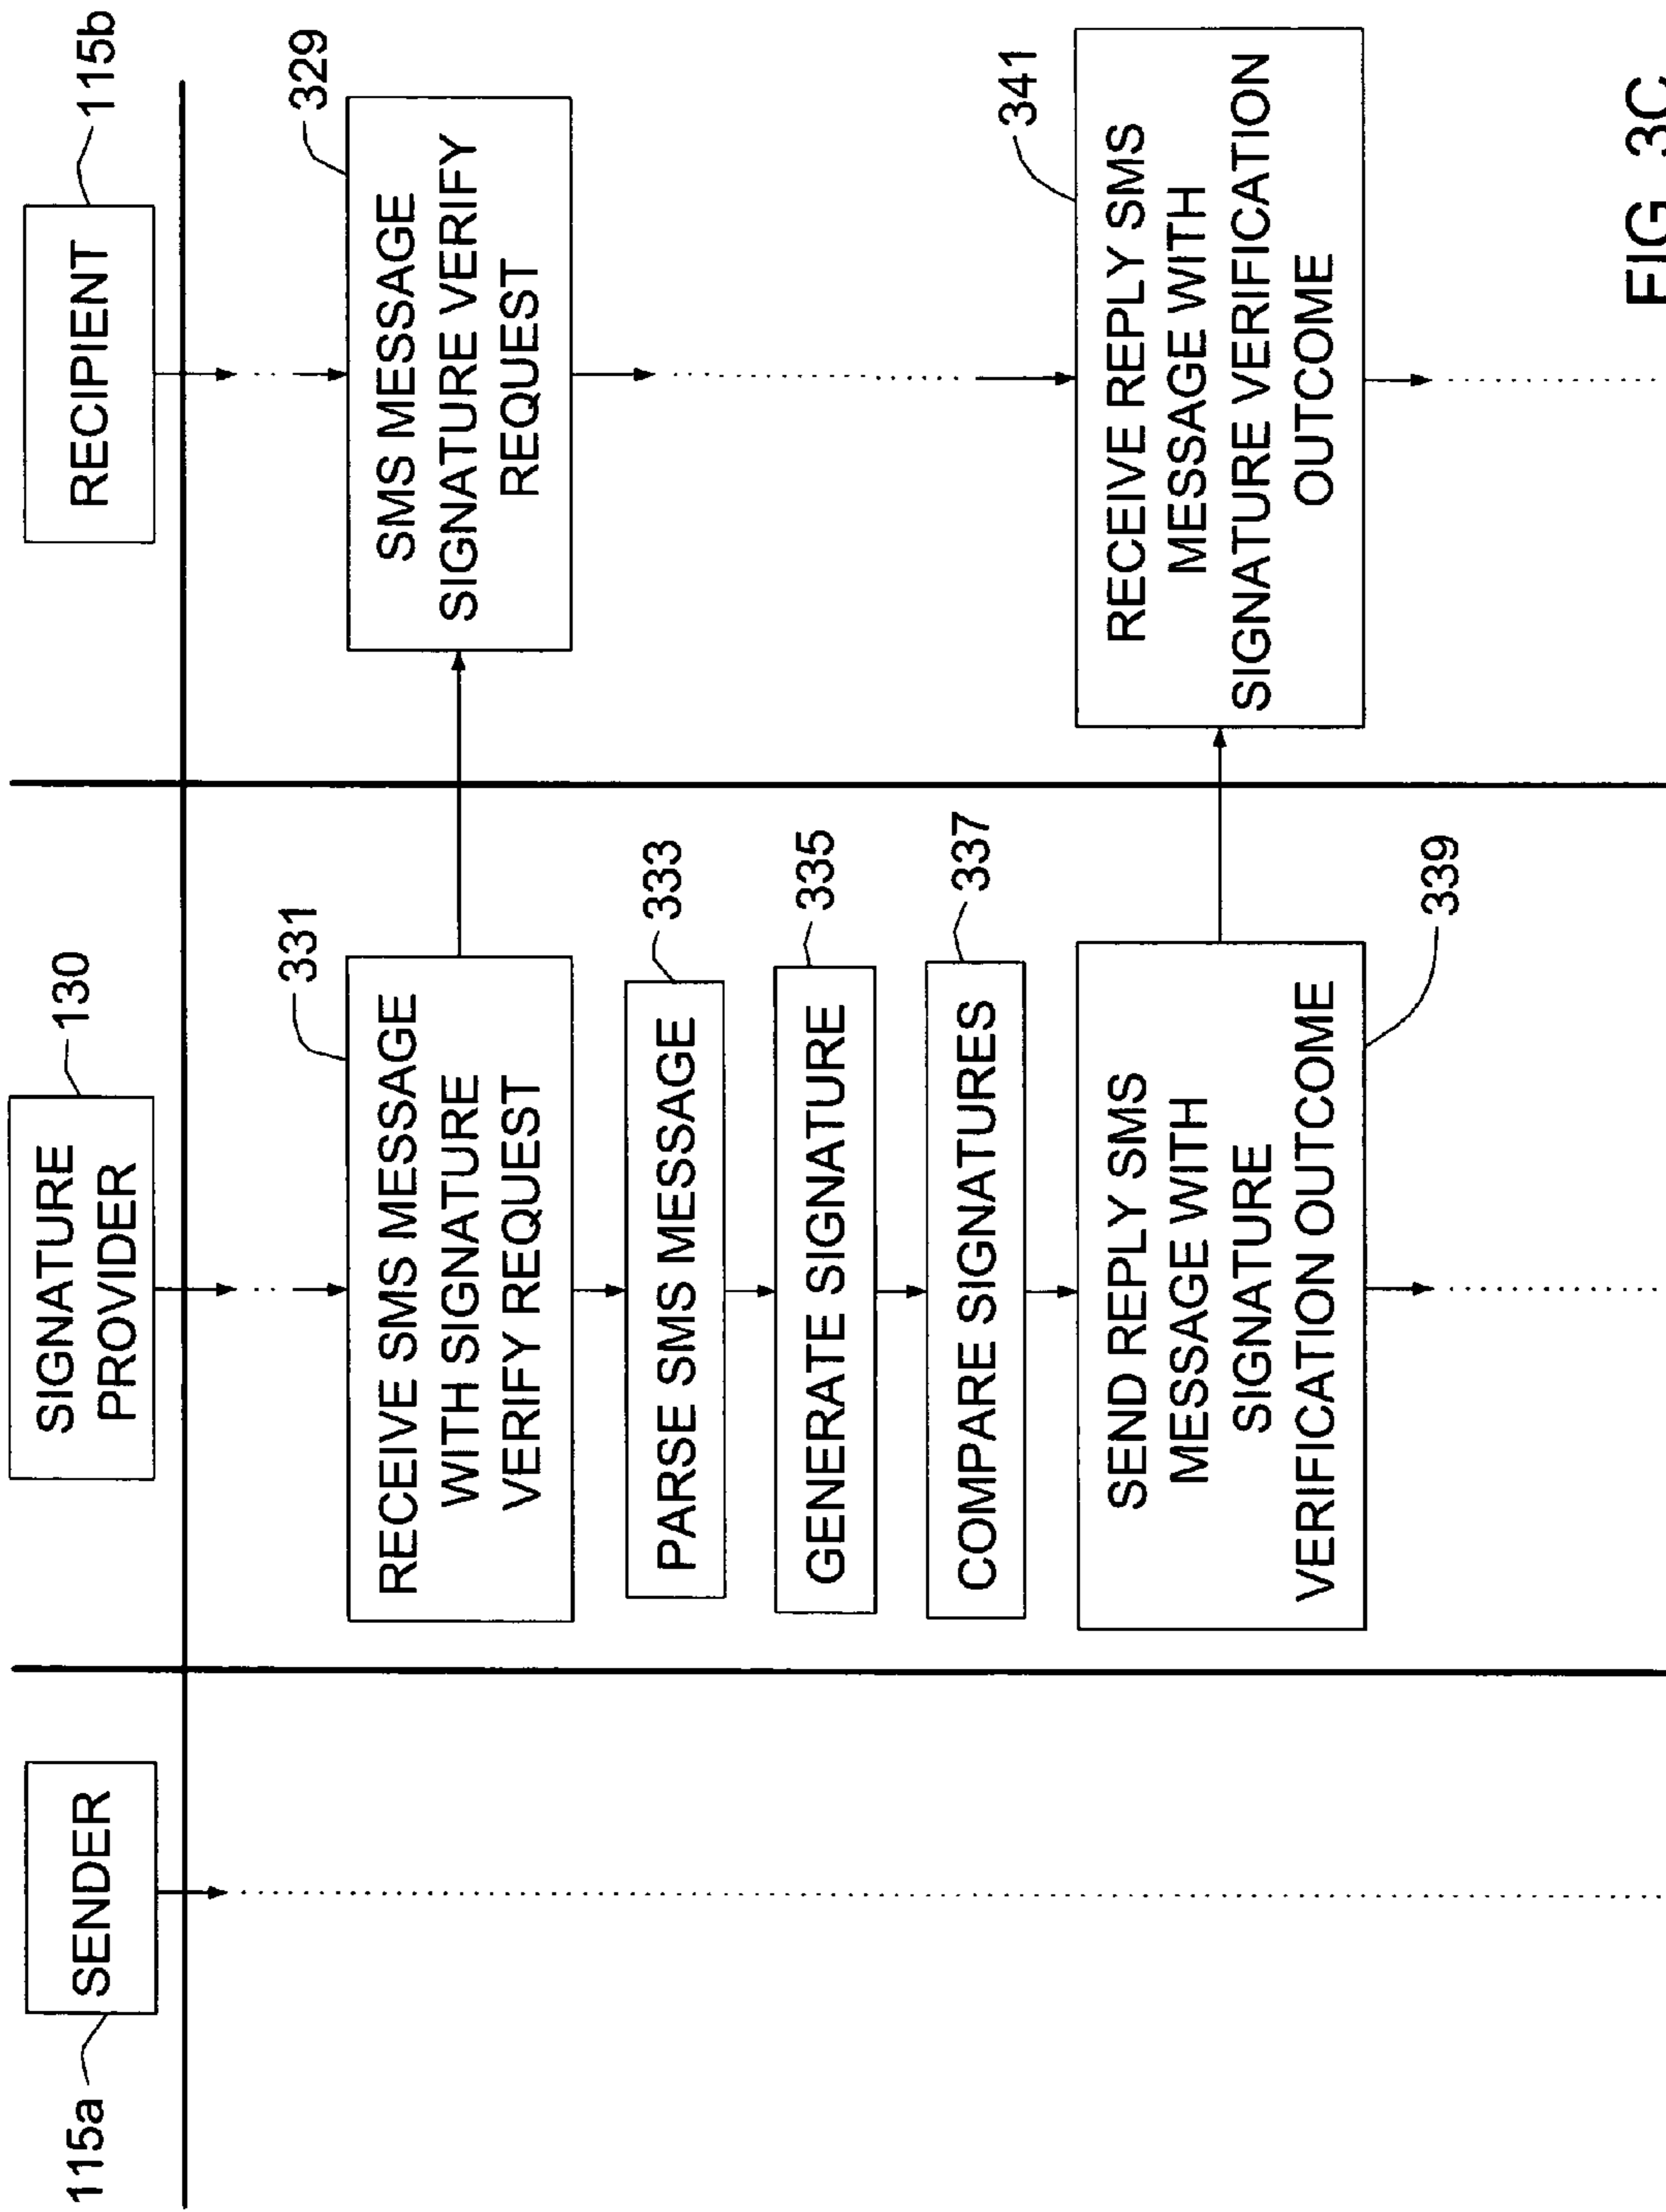 115a
SENDER
SIGNATURE
PROVIDER
130
RECIPIENT
115b
331
RECEIVE SMS MESSAGE
WITH SIGNATURE
VERIFY REQUEST
329
SMS MESSAGE
SIGNATURE VERIFY
REQUEST
333
PARSE SMS MESSAGE
335
GENERATE SIGNATURE
337
COMPARE SIGNATURES
SEND REPLY SMS
MESSAGE WITH
SIGNATURE
VERIFICATION OUTCOME
339
341
RECEIVE REPLY SMS
MESSAGE WITH
SIGNATURE VERIFICATION
OUTCOME
FIG. 3C